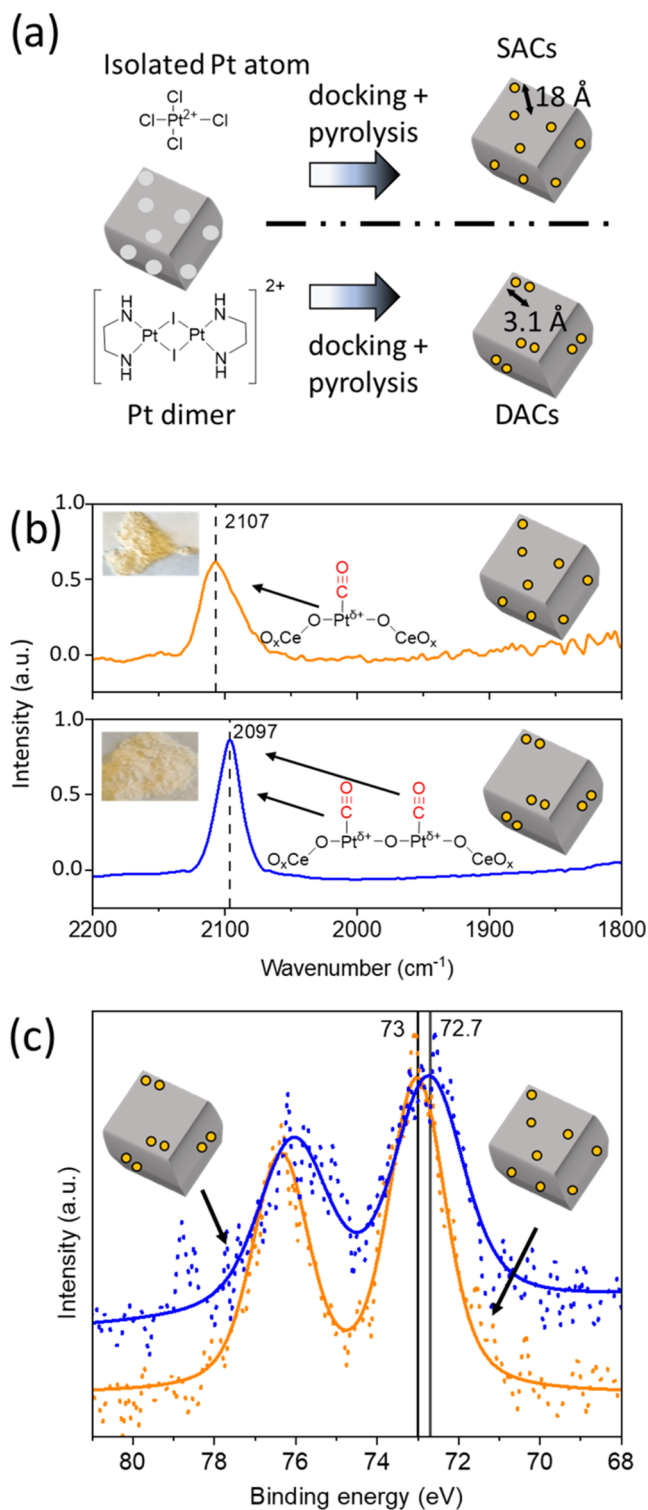 (a)
Isolated Pt atom
Cl
Cl Pt2+ Cl
Cl
docking +
pyrolysis
SACs
18 Å
H
N
H
N
2+
Pt
I
Pt
I
N
H
N
H
Pt dimer
docking +
pyrolysis
3.1 Å
DACs
(b)
1.0
0.5
0.0
2107
O
C
Ptδ+
O
O
OxCe
CeOx
1.0
0.5
0.0
2097
O
C
O
C
Ptδ+
O
Ptδ+
O
O
OxCe
CeOx
Intensity (a.u.)
2200 2100 2000 1900 1800
Wavenumber (cm-1)
(c)
73
72.7
Intensity (a.u.)
80 78 76 74 72 70 68
Binding energy (eV)